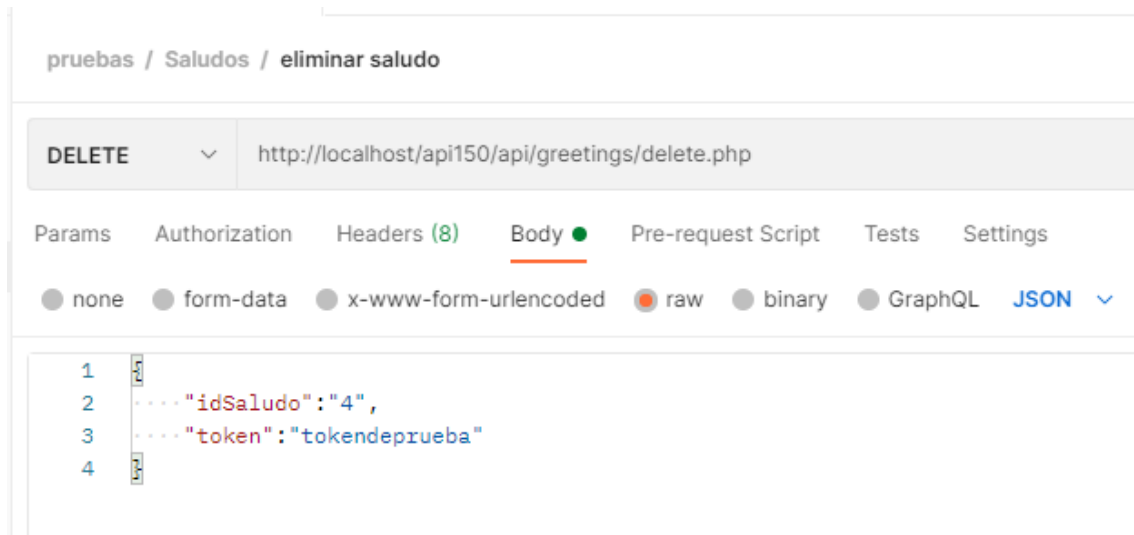 pruebas / Saludos / eliminar saludo
DELETE http://localhost/api150/api/greetings/delete.php
Params Authorization Headers (8) Body Pre-request Script Tests Settings
none form-data x-www-form-urlencoded raw binary GraphQL JSON
1 {
2 ····"idSaludo":"4",
3 ····"token":"tokendeprueba"
4 }